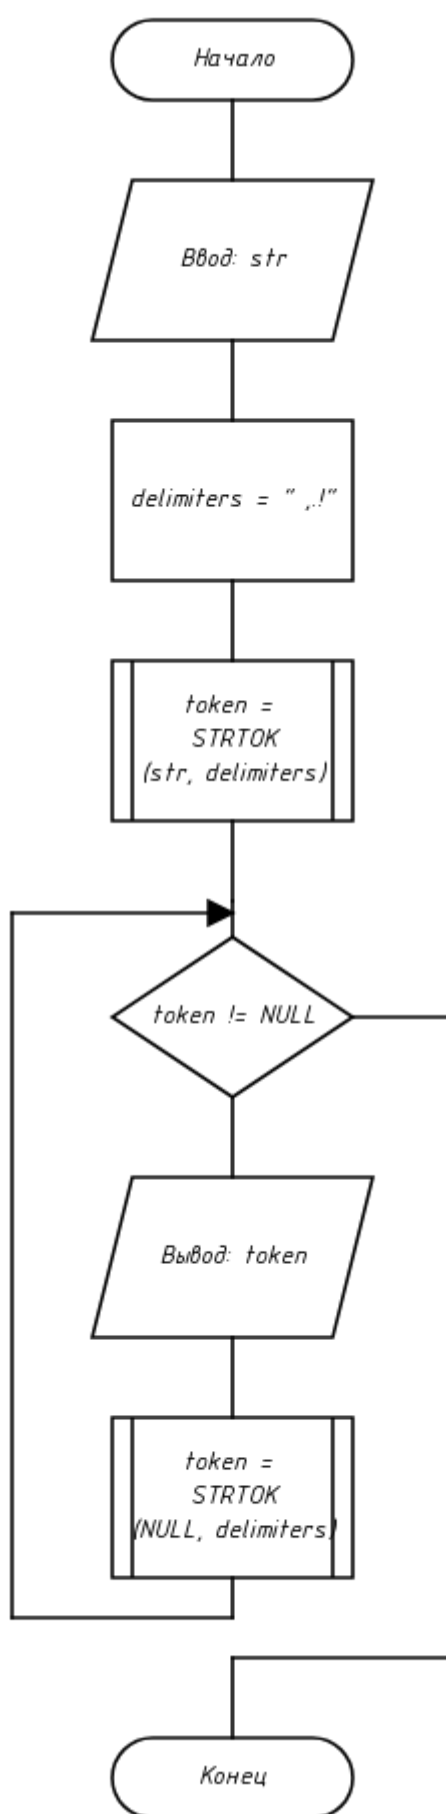 Начало
Ввод: str
delimiters = " ,.!"
token =
STRTOK
(str, delimiters)
token != NULL
Вывод: token
token =
STRTOK
(NULL, delimiters)
Конец